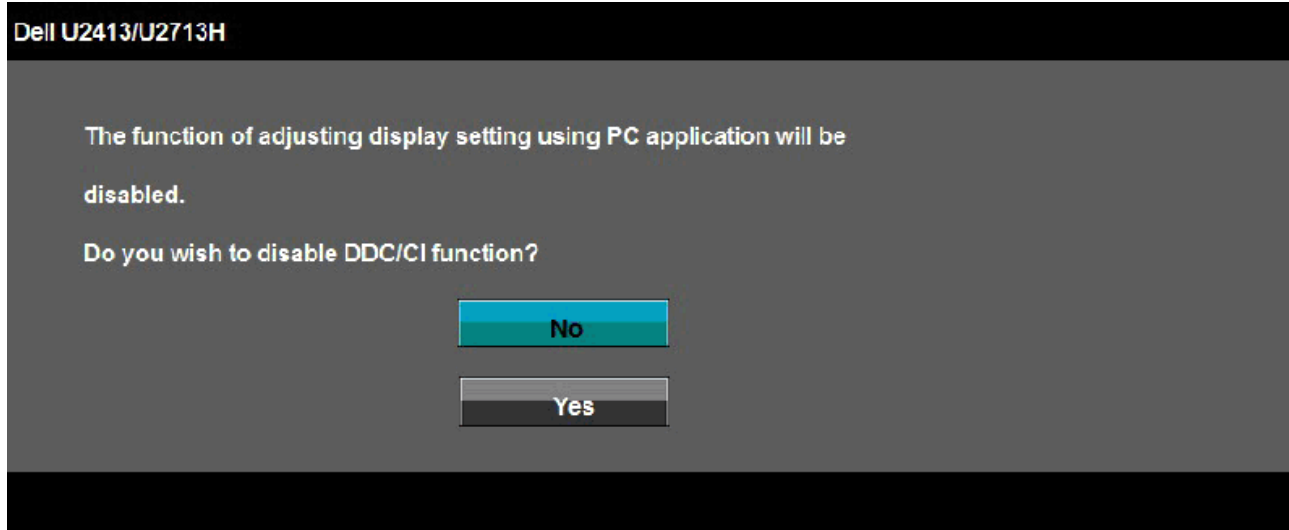 Dell U2413/U2713H
The function of adjusting display setting using PC application will be
disabled.
Do you wish to disable DDC/CI function?
No
Yes